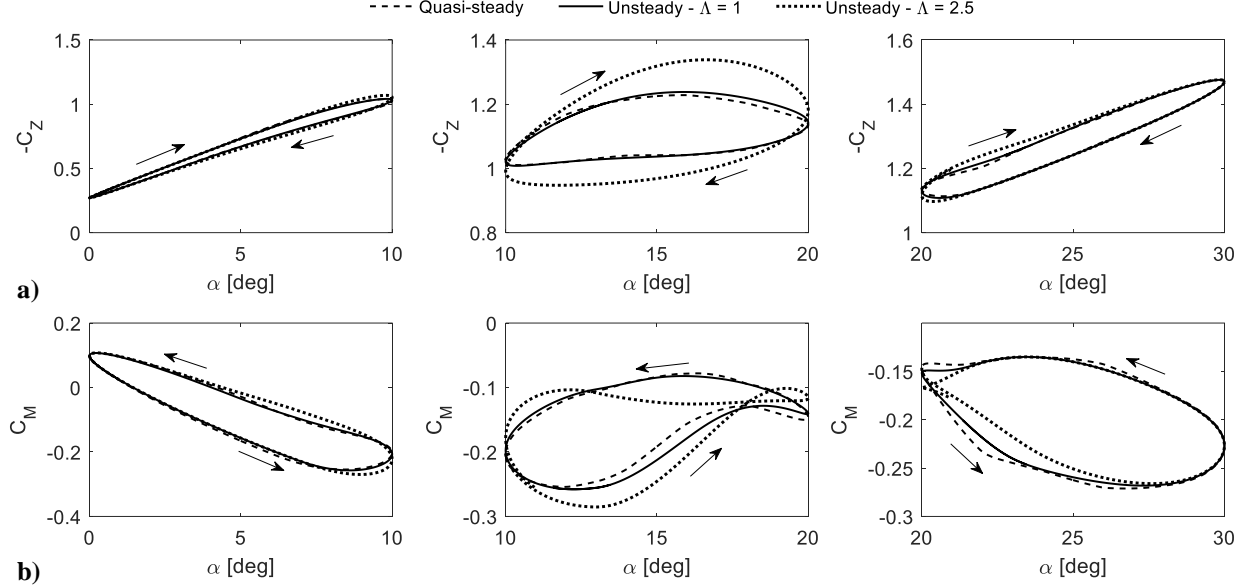 Quasi-steady Unsteady - Λ = 1 Unsteady - Λ = 2.5
1.5
1
0.5
0
-C_Z
0 5 10
α [deg]
1.4
1.2
1
0.8
-C_Z
10 15 20
α [deg]
1.6
1.4
1.2
1
-C_Z
20 25 30
α [deg]
a)
0.2
0
-0.2
-0.4
C_M
0 5 10
α [deg]
0
-0.1
-0.2
-0.3
C_M
10 15 20
α [deg]
-0.15
-0.2
-0.25
-0.3
C_M
20 25 30
α [deg]
b)